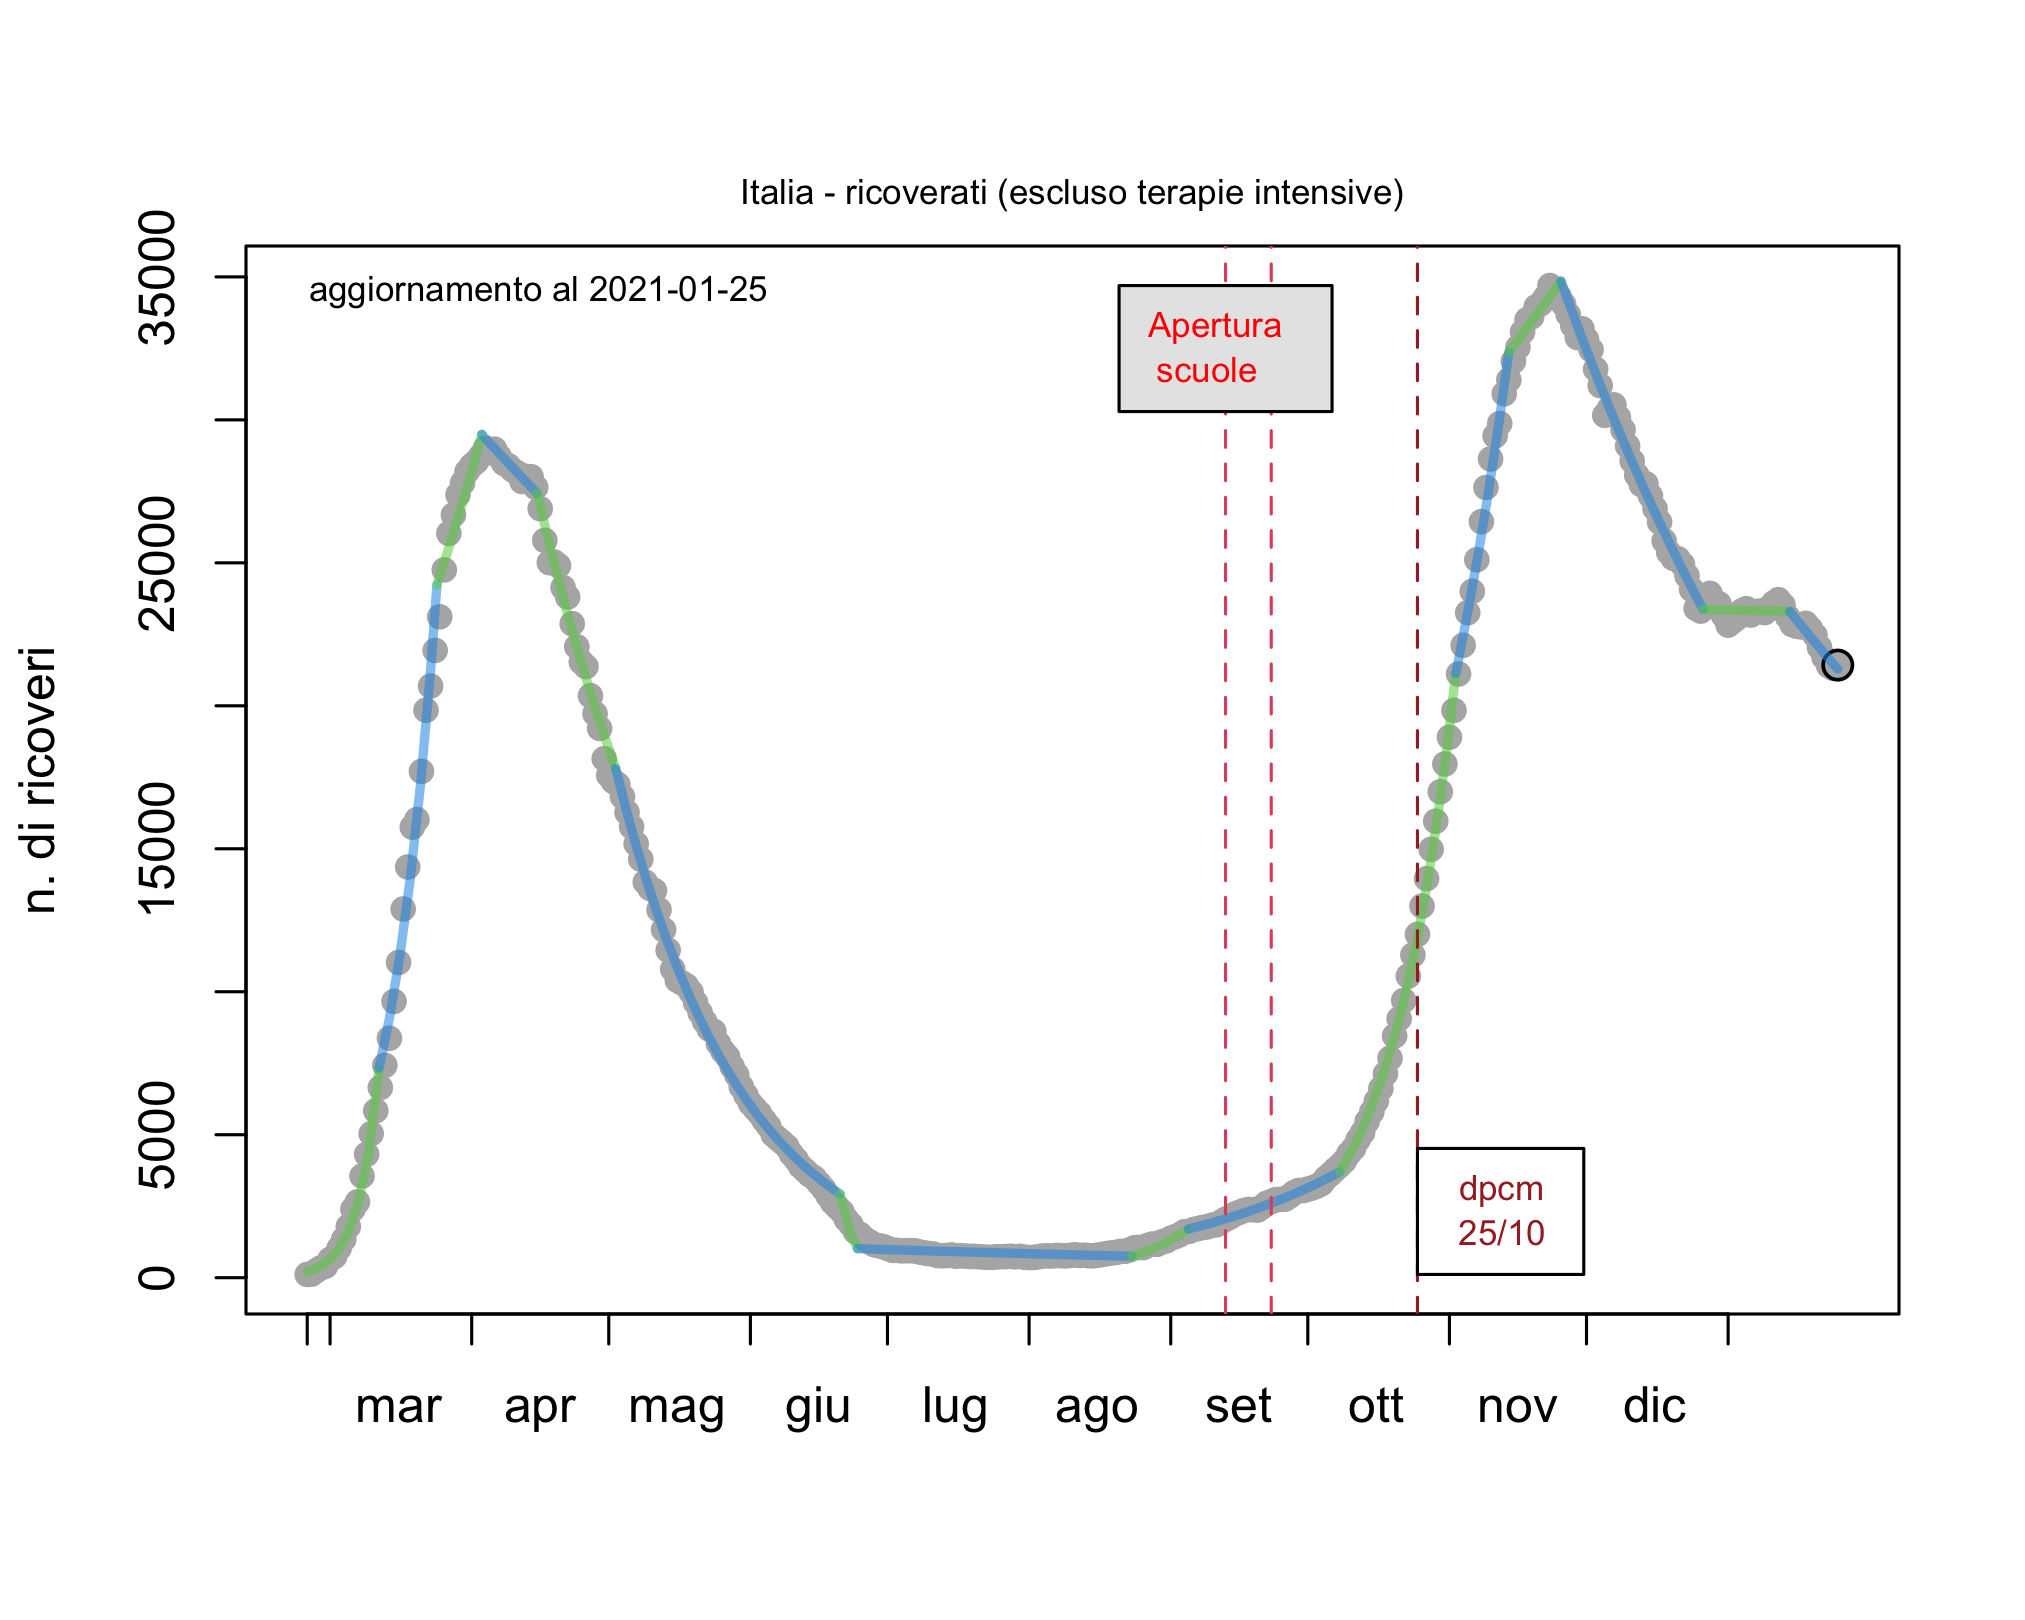 Italia - ricoverati (escluso terapie intensive)
aggiornamento al 2021-01-25
Apertura
scuole
dpcm
25/10
n. di ricoveri
35000
25000
15000
5000
0
mar apr mag giu lug ago set ott nov dic